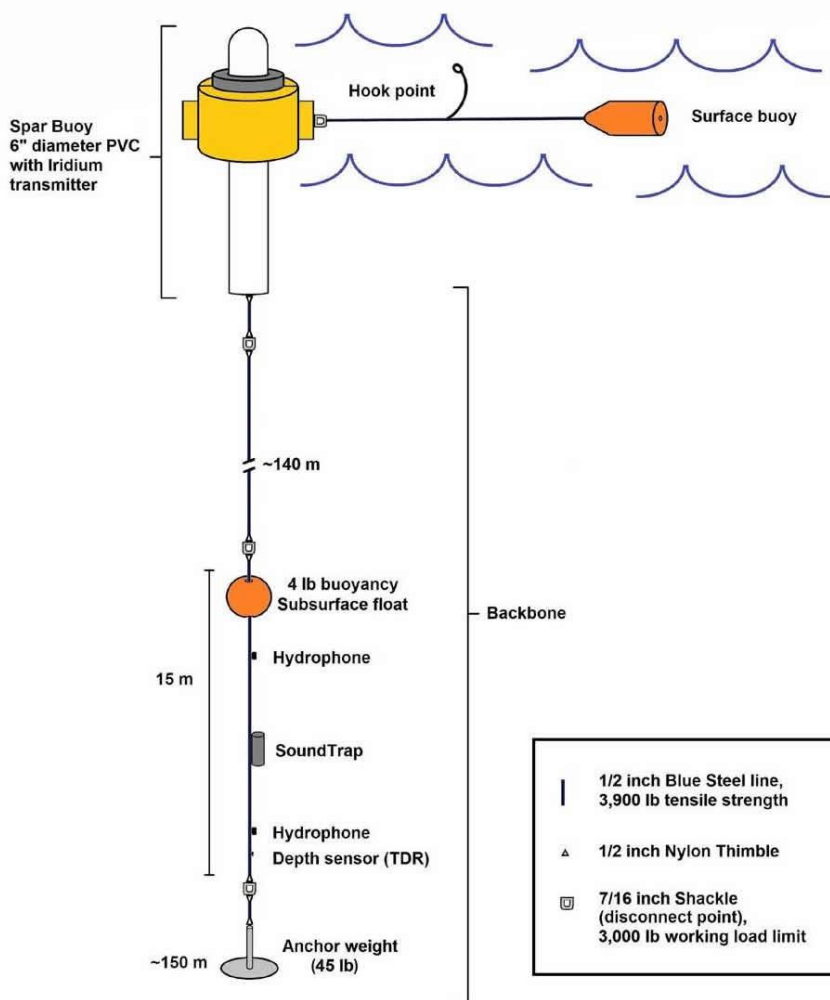 Spar Buoy
6" diameter PVC
with Iridium
transmitter
Hook point
Surface buoy
~140 m
4 lb buoyancy
Subsurface float
Backbone
Hydrophone
15 m
SoundTrap
Hydrophone
Depth sensor (TDR)
Anchor weight
(45 lb)
~150 m
1/2 inch Blue Steel line,
3,900 lb tensile strength
1/2 inch Nylon Thimble
7/16 inch Shackle
(disconnect point),
3,000 lb working load limit